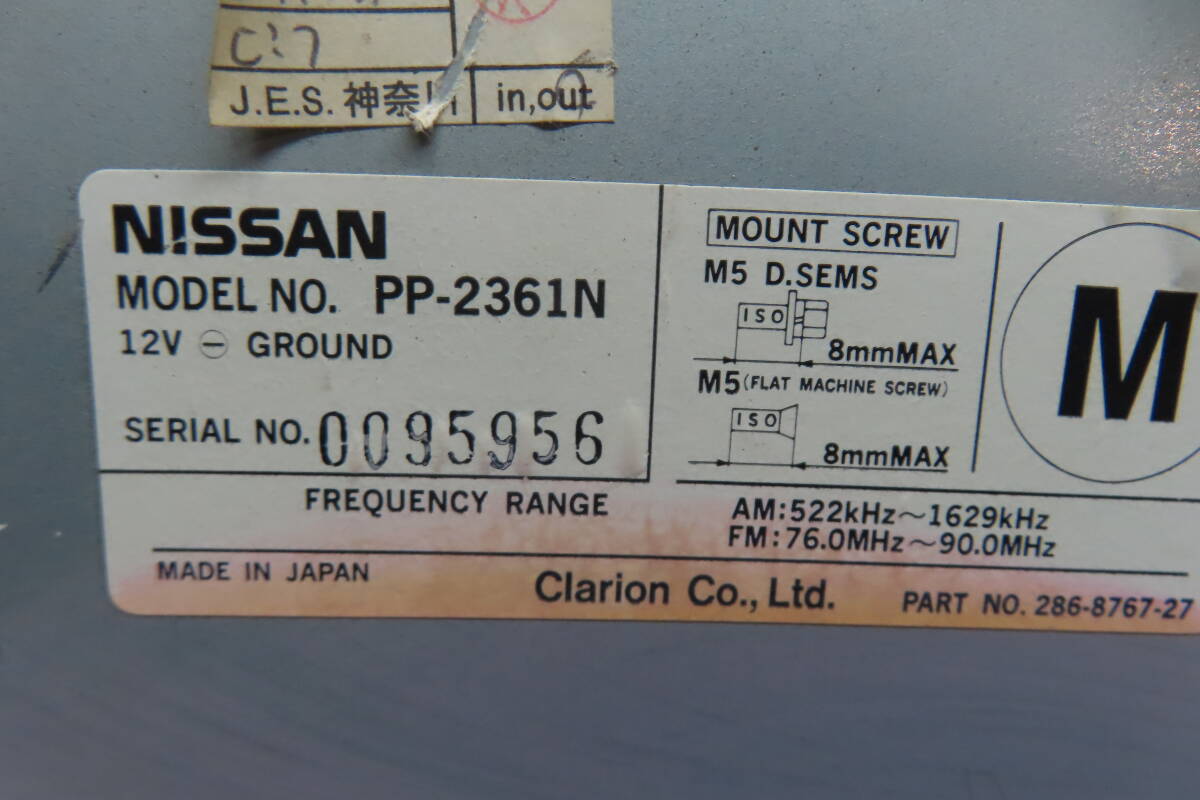 J.E.S. 神奈川
in,out
NISSAN
MODEL NO. PP-2361N
12V ⊖ GROUND
SERIAL NO. 0095956
MOUNT SCREW
M5 D.SEMS
ISO
8mmMAX
M5 (FLAT MACHINE SCREW)
ISO
8mmMAX
M
FREQUENCY RANGE
AM:522kHz~1629kHz
FM:76.0MHz~90.0MHz
MADE IN JAPAN
Clarion Co., Ltd.
PART NO. 286-8767-27